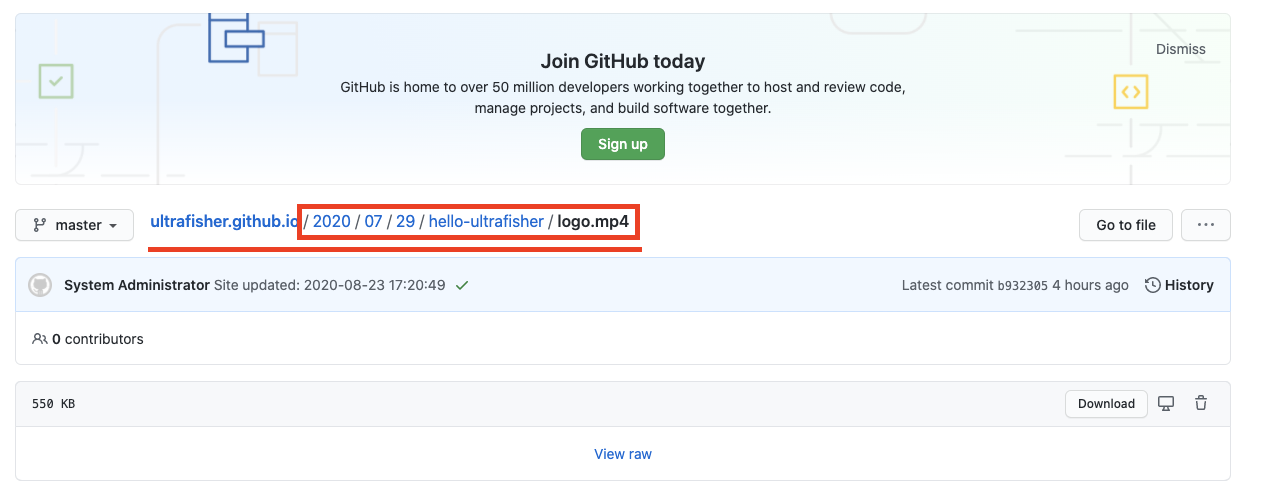 Join GitHub today
Dismiss
GitHub is home to over 50 million developers working together to host and review code,
manage projects, and build software together.
Sign up
master
ultrafisher.github.io / 2020 / 07 / 29 / hello-ultrafisher / logo.mp4
Go to file
...
System Administrator Site updated: 2020-08-23 17:20:49
Latest commit b932305 4 hours ago
History
0 contributors
550 KB
Download
View raw